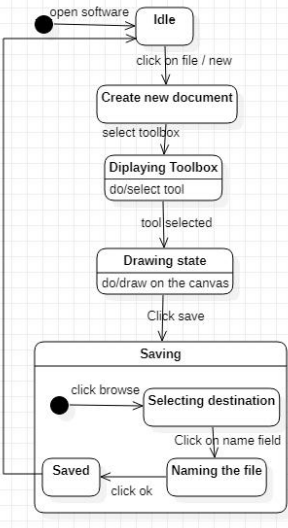 open software
Idle
click on file / new
Create new document
select toolbox
Diplaying Toolbox
do/select tool
tool selected
Drawing state
do/draw on the canvas
Click save
Saving
click browse
Selecting destination
Click on name field
Saved
Naming the file
click ok